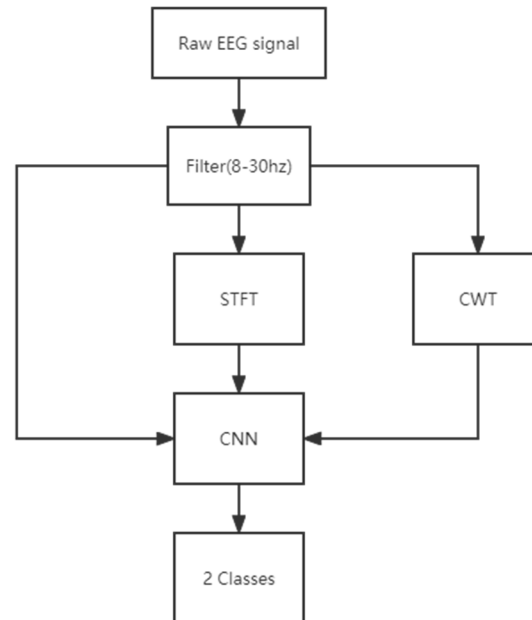 Raw EEG signal
Filter(8-30hz)
STFT
CWT
CNN
2 Classes